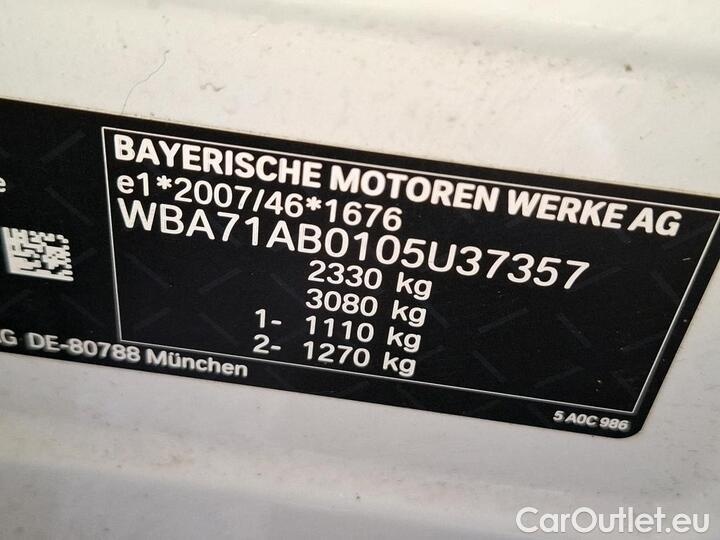 BAYERISCHE MOTOREN WERKE AG
e1*2007/46*1676
e
WBA71AB0105U37357
2330 kg
3080 kg
1- 1110 kg
2- 1270 kg
G DE-80788 München
5 A0C 986
CarOutlet.eu